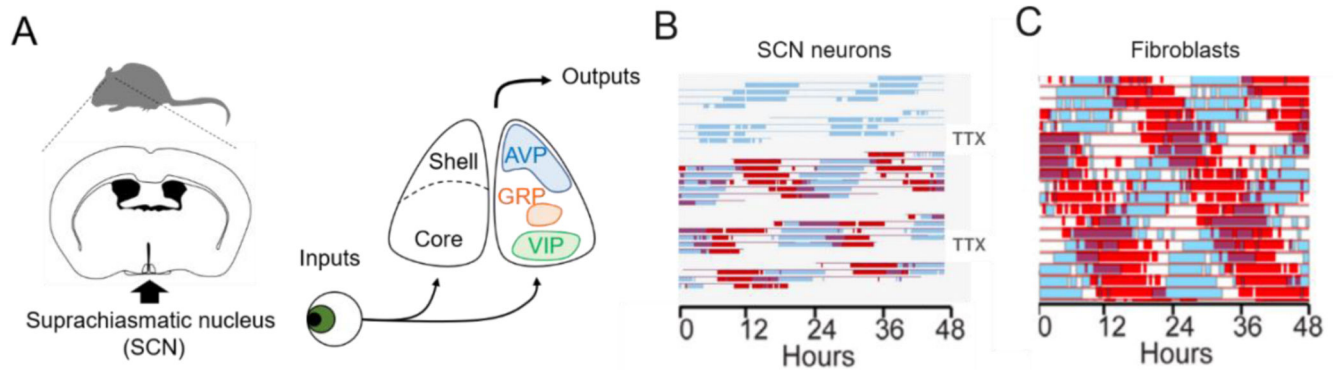 A
Suprachiasmatic nucleus
(SCN)
Inputs
Outputs
Shell
Core
AVP
GRP
VIP
B
SCN neurons
TTX
TTX
0 12 24 36 48
Hours
C
Fibroblasts
0 12 24 36 48
Hours